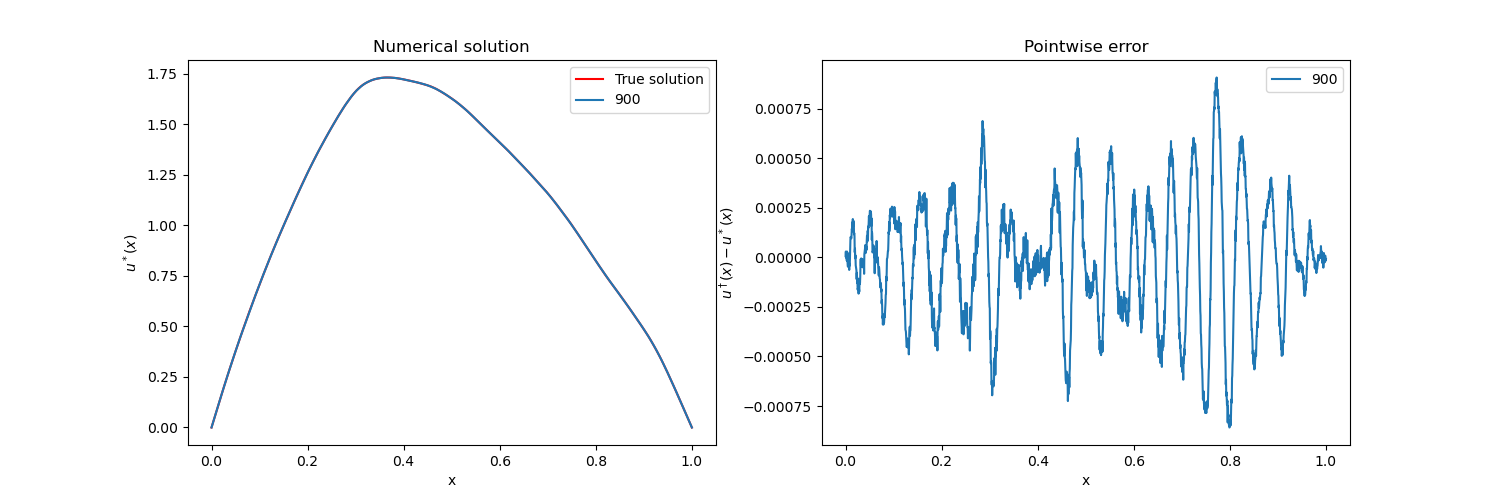 Numerical solution
True solution
900
1.75
1.50
1.25
1.00
0.75
0.50
0.25
0.00
u*(x)
0.0 0.2 0.4 0.6 0.8 1.0
x
Pointwise error
900
0.00075
0.00050
0.00025
0.00000
−0.00025
−0.00050
−0.00075
u†(x) − u*(x)
0.0 0.2 0.4 0.6 0.8 1.0
x